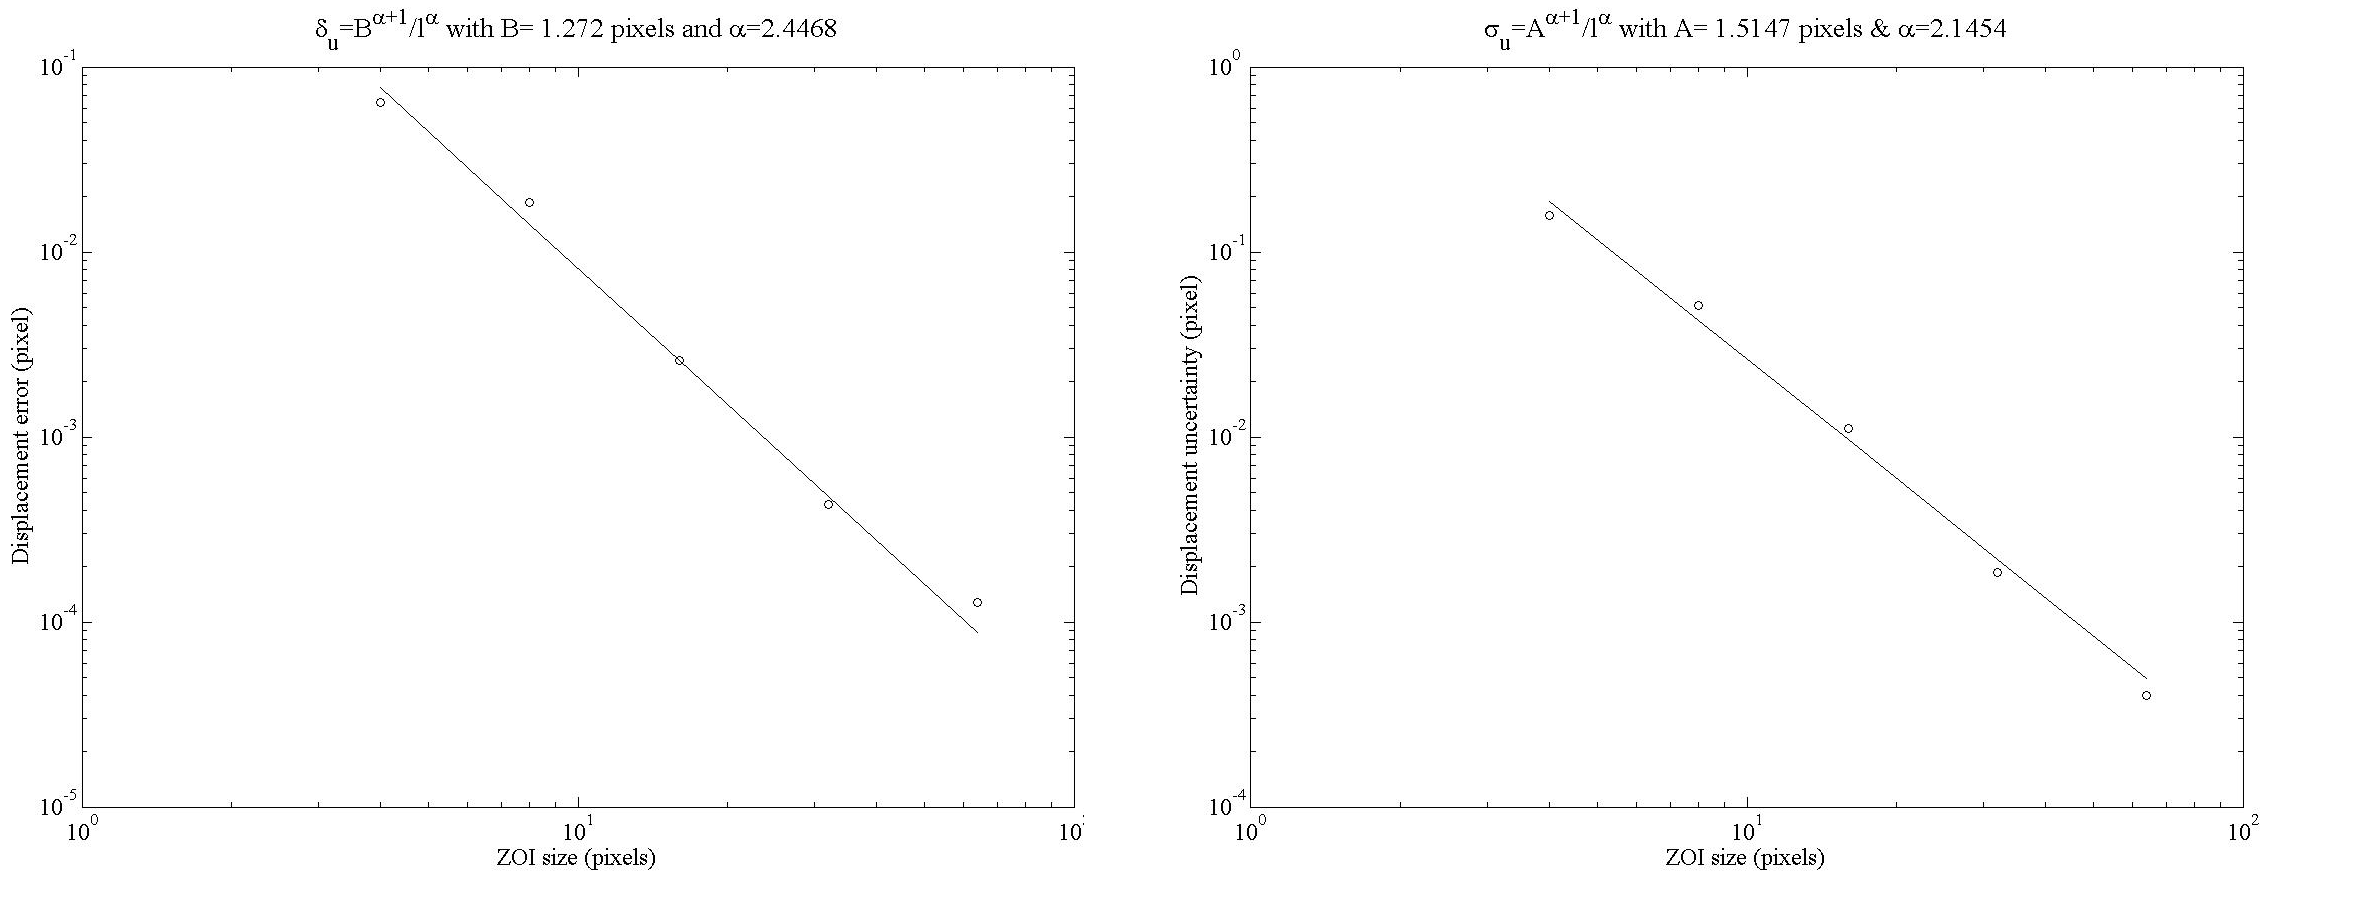 δu=Bα+1/lα with B= 1.272 pixels and α=2.4468
10-1
10-2
10-3
10-4
10-5
Displacement error (pixel)
100
101
10
ZOI size (pixels)
σu=Aα+1/lα with A= 1.5147 pixels & α=2.1454
100
10-1
10-2
10-3
10-4
Displacement uncertainty (pixel)
100
101
102
ZOI size (pixels)